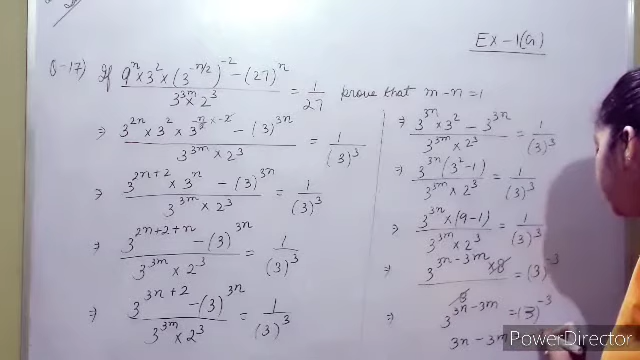 Ex-1(G)
Q-17) If 9^n × 3^2 × (3^{-n/2})^{-2} - (27)^n / 3^{3m} × 2^3 = 1/27 prove that m-n=1
⇒ 3^{2n} × 3^2 × 3^{-n/2 × -2} - (3)^{3n} / 3^{3m} × 2^3 = 1/(3)^3
⇒ 3^{2n+2} × 3^n - (3)^{3n} / 3^{3m} × 2^3 = 1/(3)^3
⇒ 3^{2n+2+n} - (3)^{3n} / 3^{3m} × 2^3 = 1/(3)^3
⇒ 3^{3n+2} - (3)^{3n} / 3^{3m} × 2^3 = 1/(3)^3
⇒ 3^{3n} × 3^2 - 3^{3n} / 3^{3m} × 2^3 = 1/(3)^3
⇒ 3^{3n} (3^2-1) / 3^{3m} × 2^3 = 1/(3)^3
⇒ 3^{3n} × (9-1) / 3^{3m} × 2^3 = 1/(3)^3
⇒ 3^{3n-3m} × 8 / 8 = (3)^{-3}
⇒ 3^{3n-3m} = (3)^{-3}
3n-3m
PowerDirector